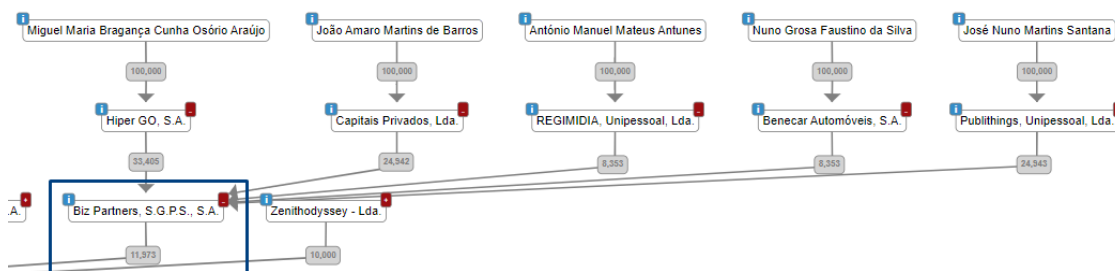 Miguel Maria Bragança Cunha Osório Araújo
João Amaro Martins de Barros
António Manuel Mateus Antunes
Nuno Grosa Faustino da Silva
José Nuno Martins Santana
100,000
100,000
100,000
100,000
100,000
Hiper GO, S.A.
Capitais Privados, Lda.
REGIMIDIA, Unipessoal, Lda.
Benecar Automóveis, S.A.
Publithings, Unipessoal, Lda.
33,405
24,942
8,353
8,353
24,943
.A.
Biz Partners, S.G.P.S., S.A.
Zenithodyssey - Lda.
11,973
10,000